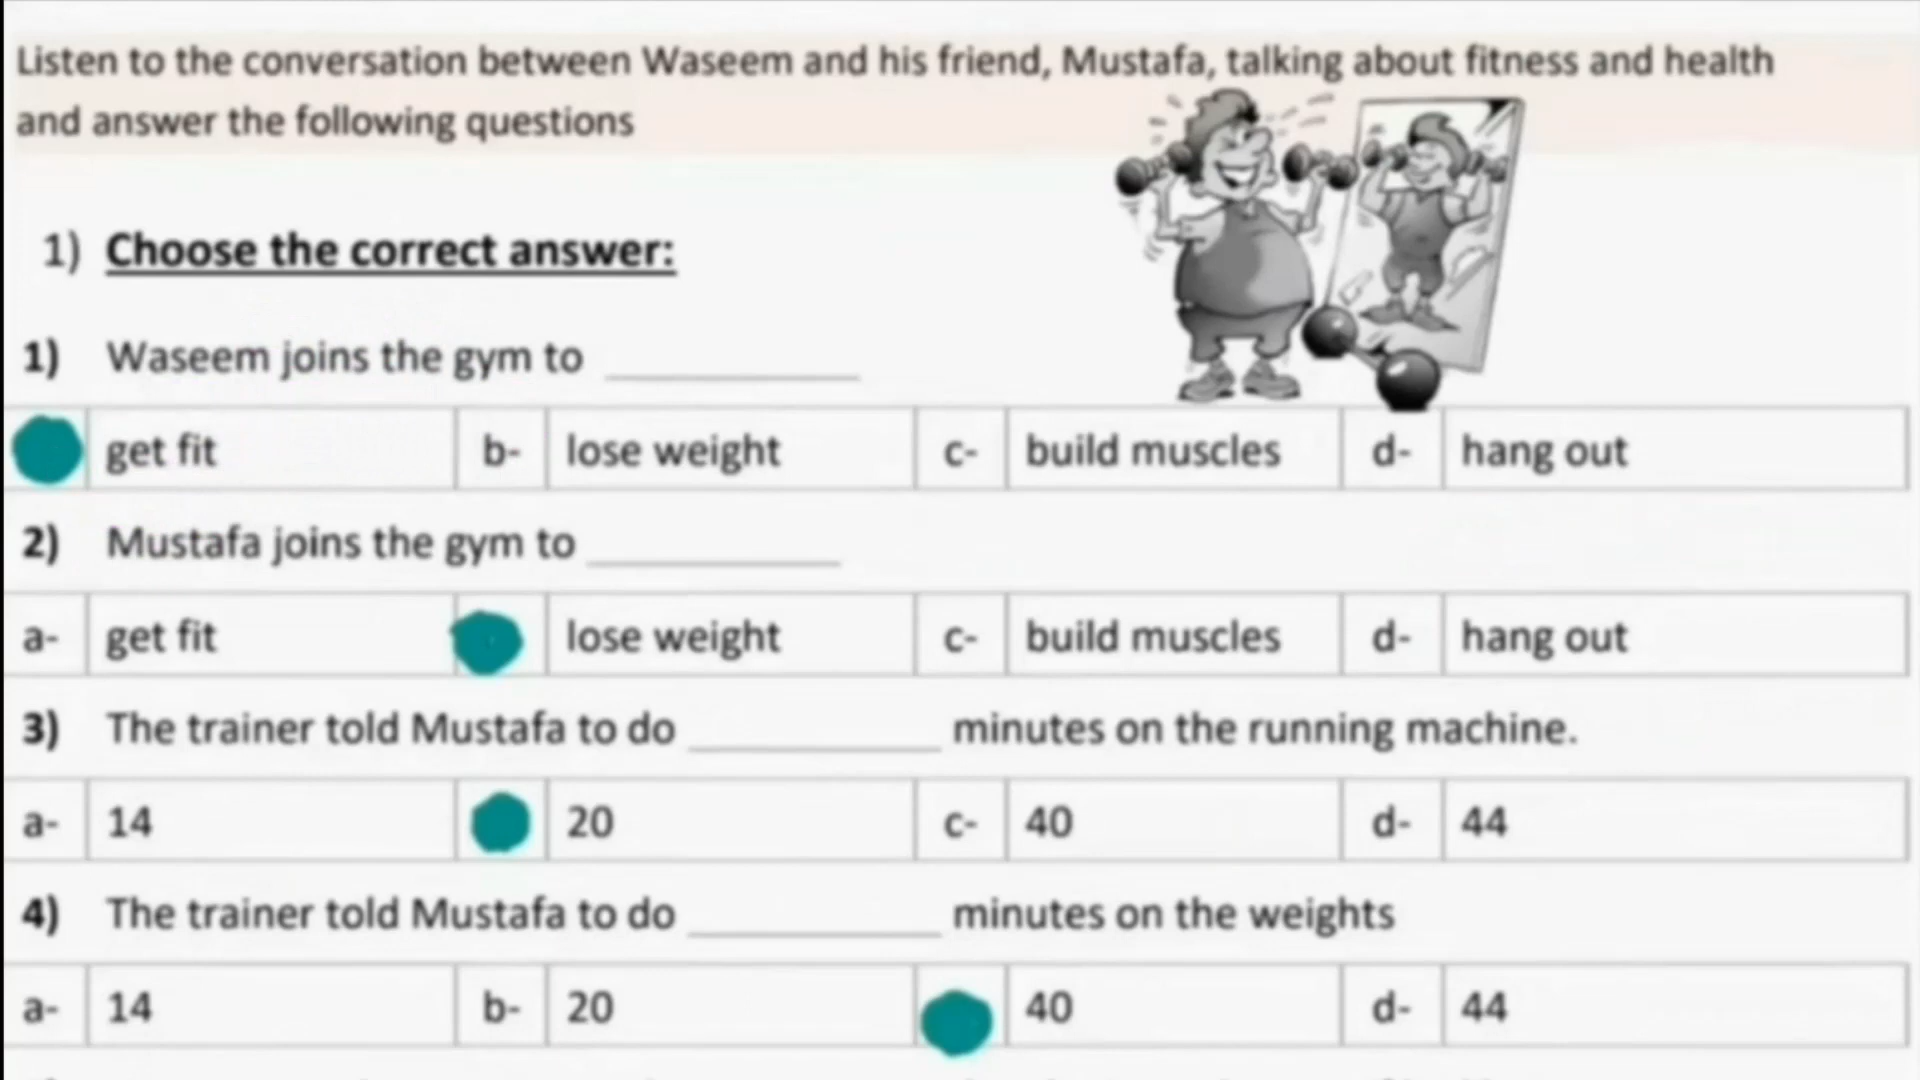 Listen to the conversation between Waseem and his friend, Mustafa, talking about fitness and health
and answer the following questions
1) Choose the correct answer:
1) Waseem joins the gym to ___________
get fit b- lose weight c- build muscles d- hang out
2) Mustafa joins the gym to ___________
a- get fit lose weight c- build muscles d- hang out
3) The trainer told Mustafa to do ___________ minutes on the running machine.
a- 14 20 c- 40 d- 44
4) The trainer told Mustafa to do ___________ minutes on the weights
a- 14 b- 20 40 d- 44